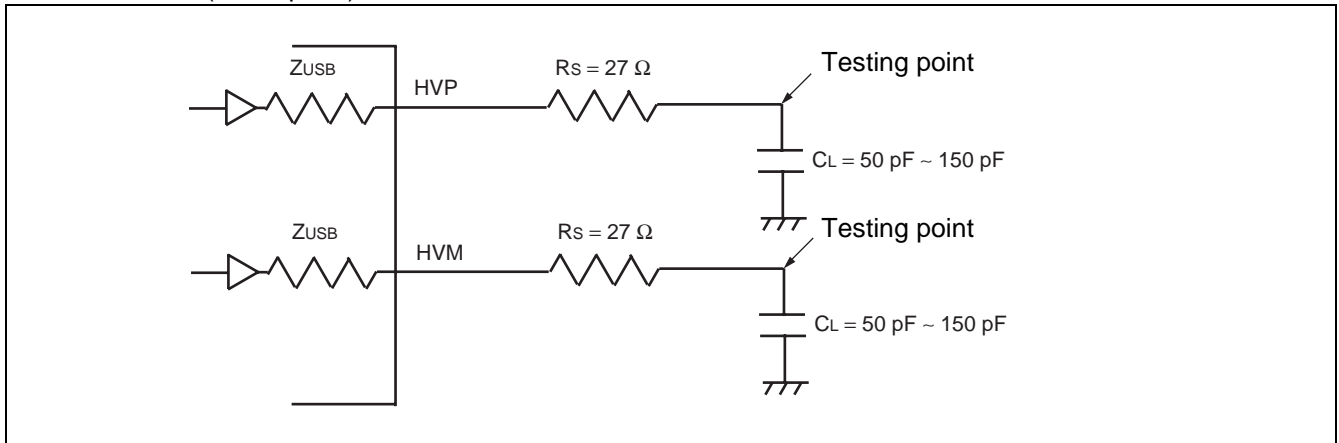 ZUSB
HVP
RS = 27 Ω
Testing point
CL = 50 pF ~ 150 pF
ZUSB
HVM
RS = 27 Ω
Testing point
CL = 50 pF ~ 150 pF